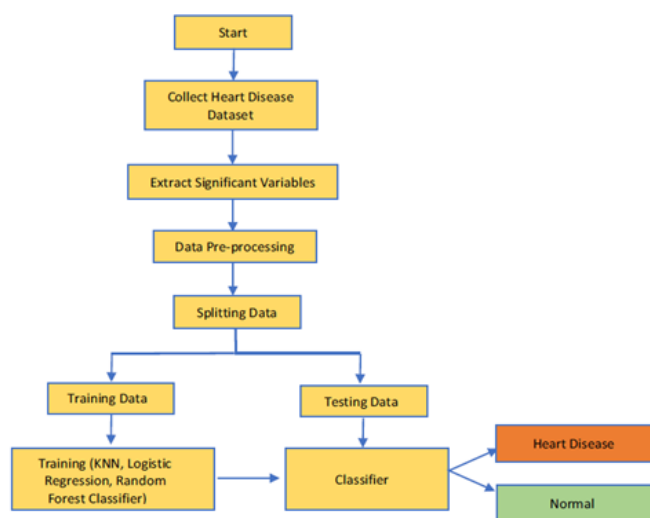 Start
Collect Heart Disease
Dataset
Extract Significant Variables
Data Pre-processing
Splitting Data
Training Data
Testing Data
Training (KNN, Logistic
Regression, Random
Forest Classifier)
Classifier
Heart Disease
Normal